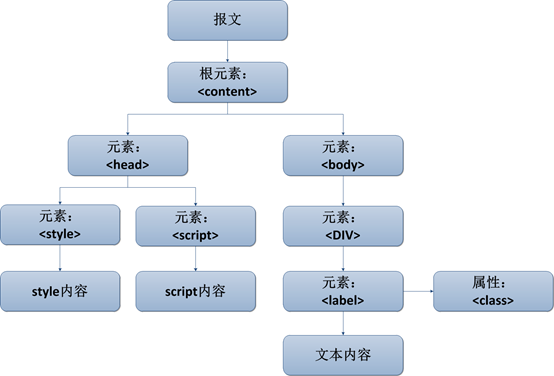 报文
根元素：
<content>
元素：
<head>
元素：
<body>
元素：
<style>
元素：
<script>
元素：
<DIV>
style内容
script内容
元素：
<label>
属性：
<class>
文本内容